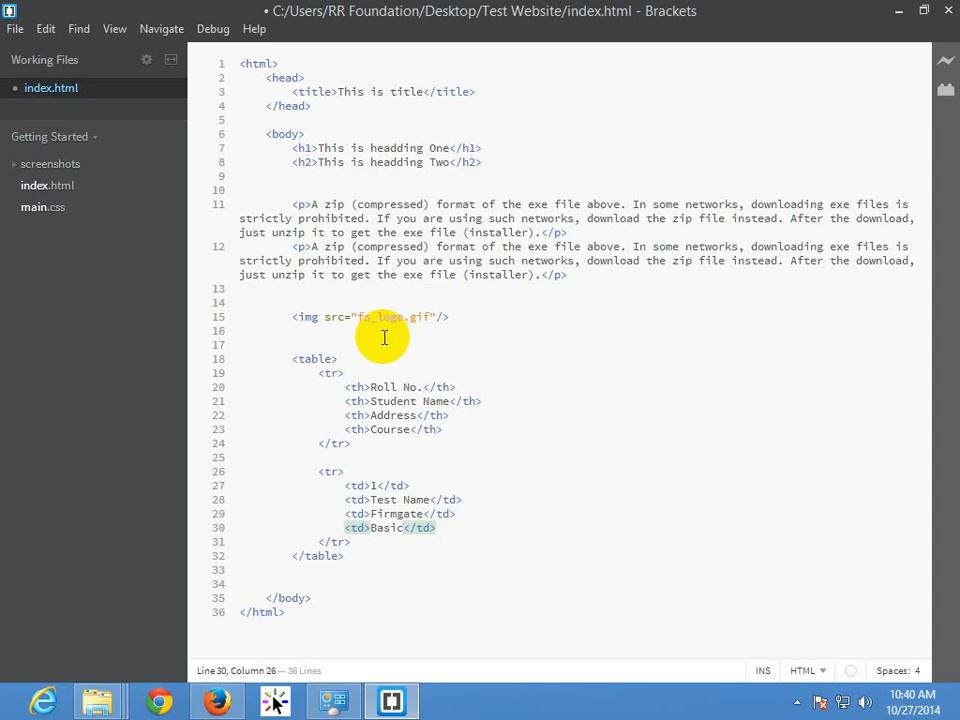 • C:/Users/RR Foundation/Desktop/Test Website/index.html - Brackets
File Edit Find View Navigate Debug Help
Working Files
• index.html
Getting Started
screenshots
index.html
main.css
1 <html>
2 <head>
3 <title>This is title</title>
4 </head>
5
6 <body>
7 <h1>This is headding One</h1>
8 <h2>This is headding Two</h2>
9
10
11 <p>A zip (compressed) format of the exe file above. In some networks, downloading exe files is
strictly prohibited. If you are using such networks, download the zip file instead. After the download,
just unzip it to get the exe file (installer).</p>
12 <p>A zip (compressed) format of the exe file above. In some networks, downloading exe files is
strictly prohibited. If you are using such networks, download the zip file instead. After the download,
just unzip it to get the exe file (installer).</p>
13
14
15 <img src="fs_logo.gif"/>
16
17
18 <table>
19 <tr>
20 <th>Roll No.</th>
21 <th>Student Name</th>
22 <th>Address</th>
23 <th>Course</th>
24 </tr>
25
26 <tr>
27 <td>1</td>
28 <td>Test Name</td>
29 <td>Firmgate</td>
30 <td>Basic</td>
31 </tr>
32 </table>
33
34
35 </body>
36 </html>
Line 30, Column 26 — 36 Lines
INS HTML Spaces: 4
10:40 AM
10/27/2014